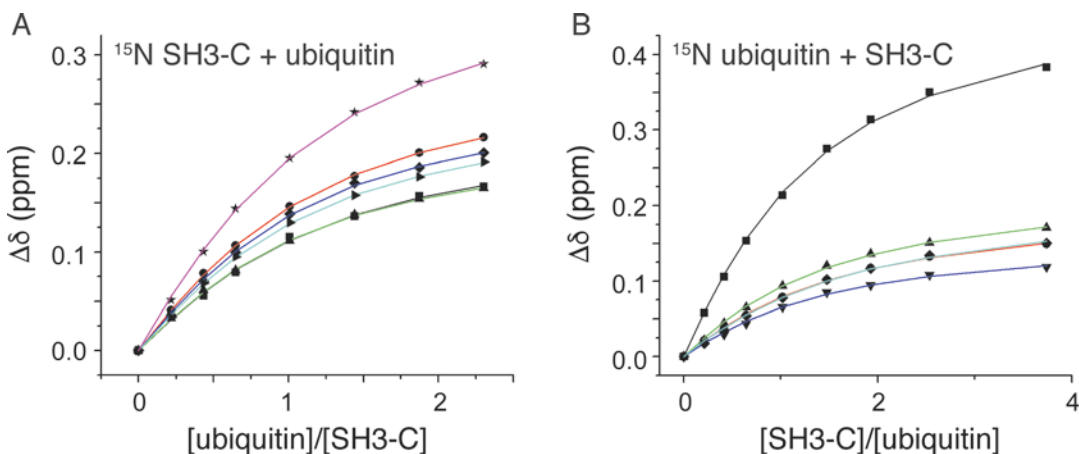 A
¹⁵N SH3-C + ubiquitin
0.3
0.2
0.1
0.0
Δδ (ppm)
0
1
2
[ubiquitin]/[SH3-C]
B
¹⁵N ubiquitin + SH3-C
0.4
0.3
0.2
0.1
0.0
Δδ (ppm)
0
2
4
[SH3-C]/[ubiquitin]